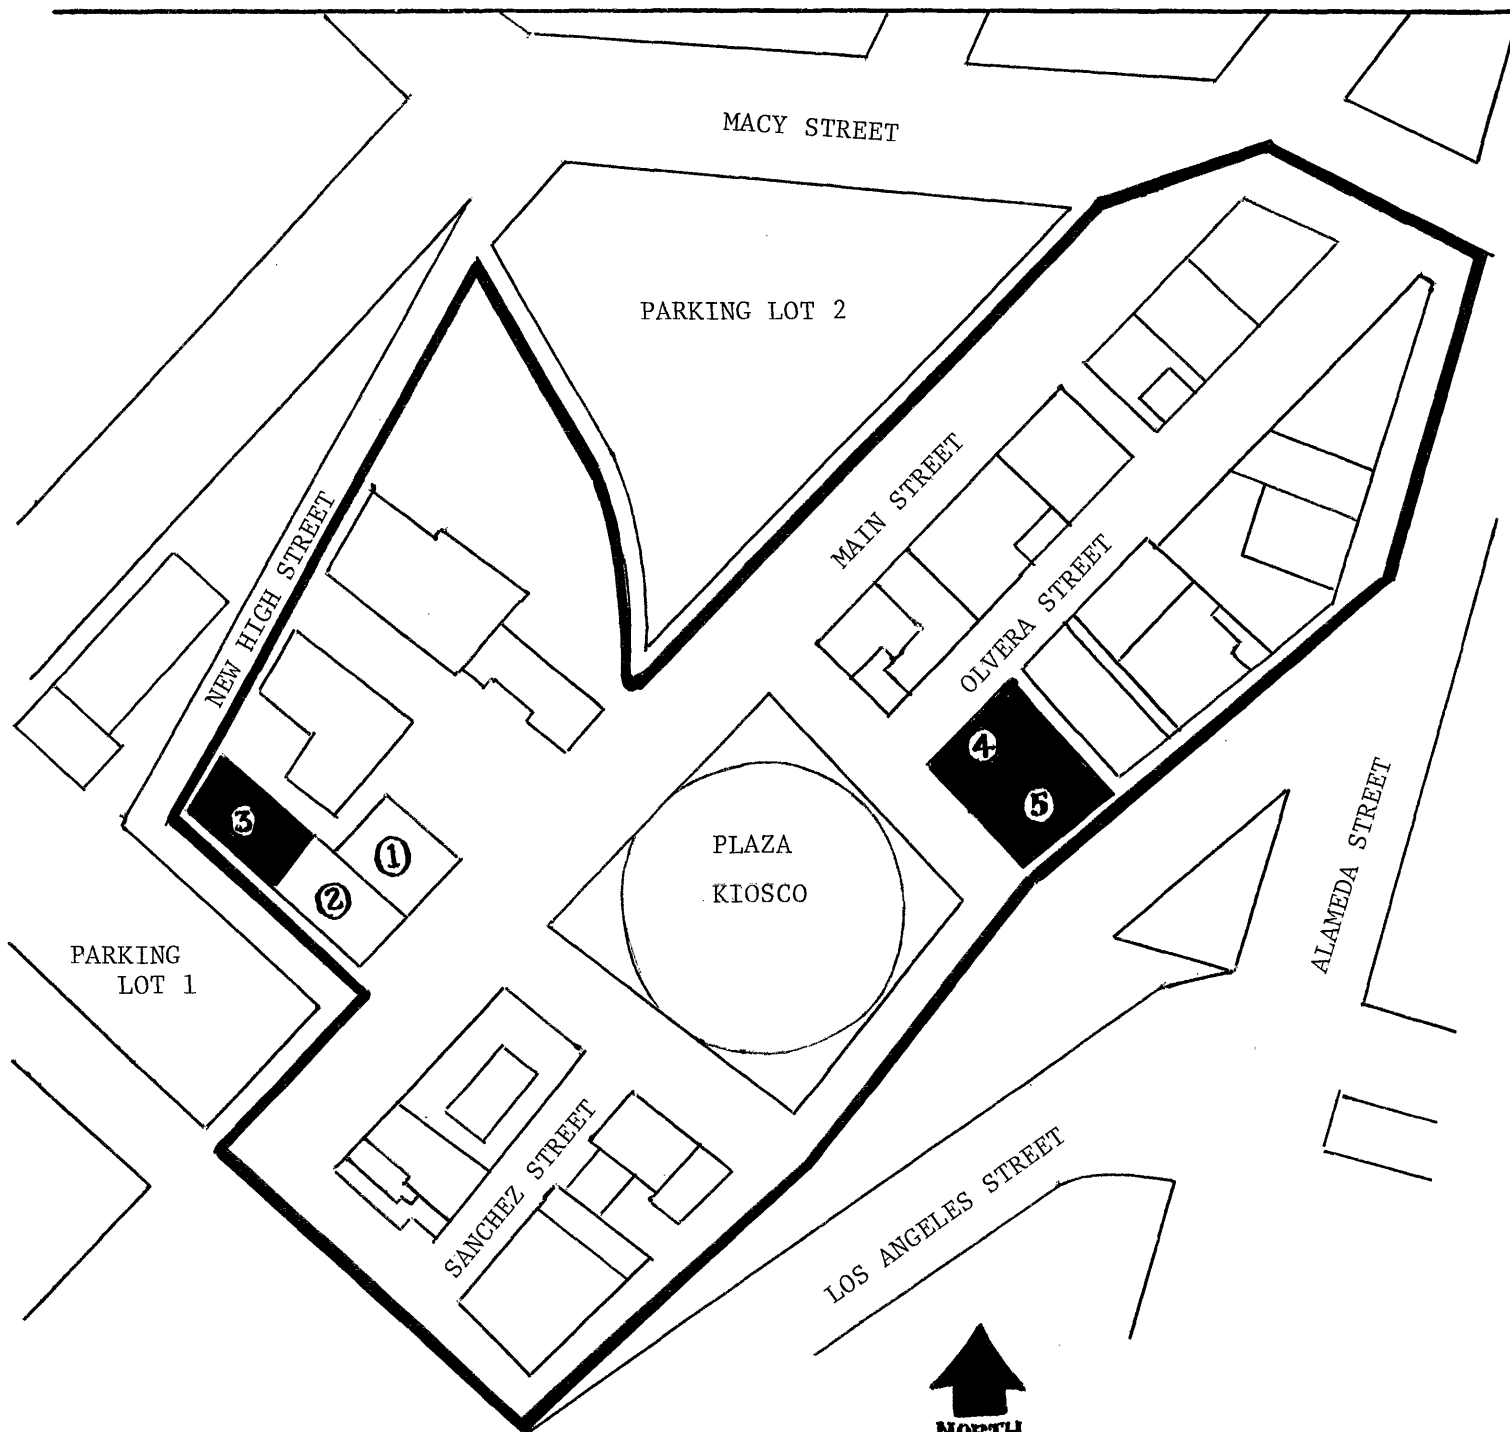 MACY STREET
PARKING LOT 2
MAIN STREET
NEW HIGH STREET
OLVERA STREET
4
5
3
1
2
PLAZA
KIOSCO
ALAMEDA STREET
PARKING
LOT 1
SANCHEZ STREET
LOS ANGELES STREET
NORTH